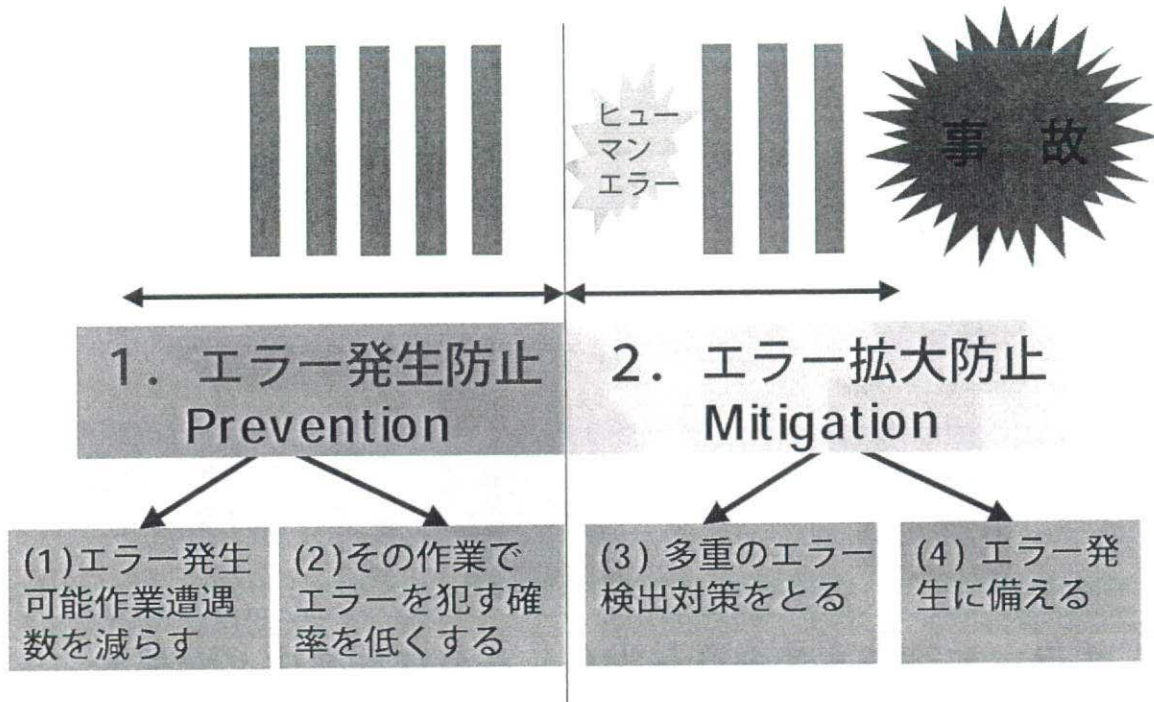 ヒュー
マン
エラー
事 故
1. エラー発生防止
Prevention
2. エラー拡大防止
Mitigation
(1)エラー発生
可能作業遭遇
数を減らす
(2)その作業で
エラーを犯す確
率を低くする
(3) 多重のエラー
検出対策をとる
(4) エラー発
生に備える